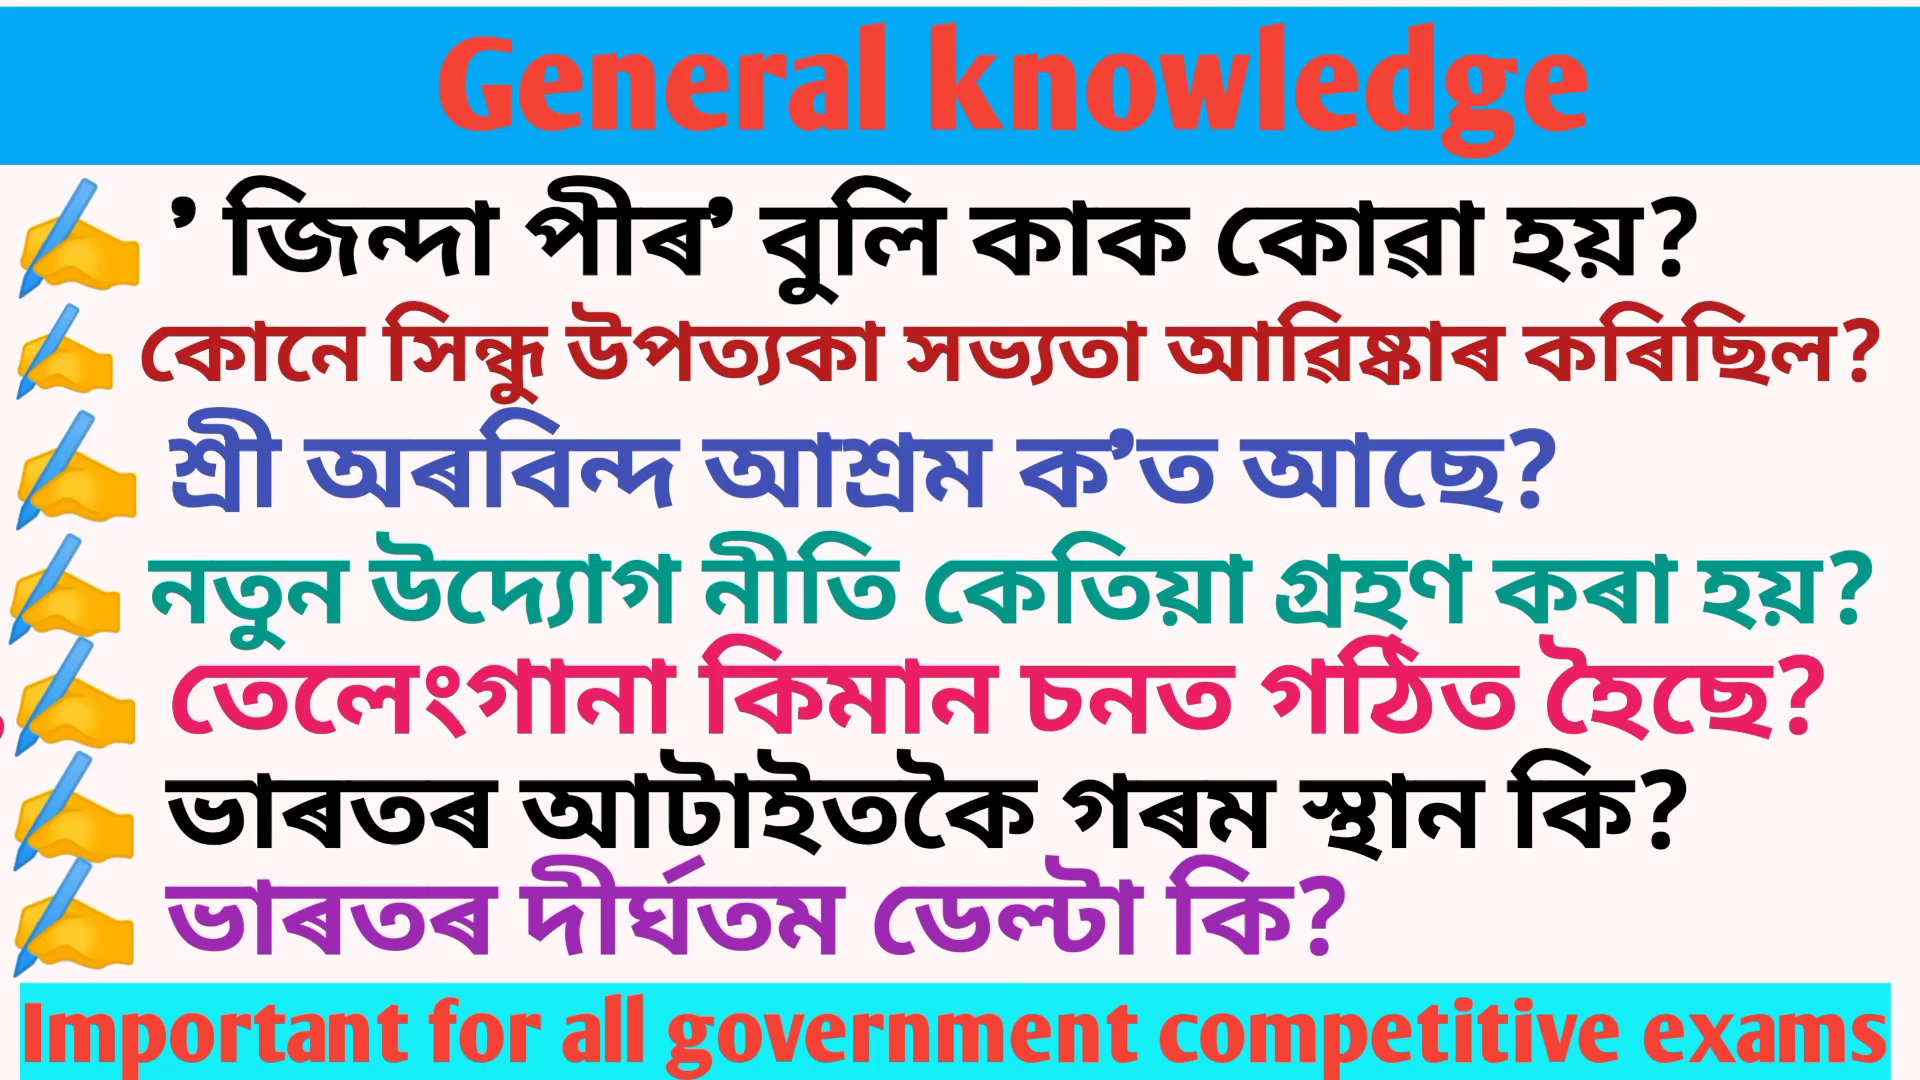 General knowledge
’ জিন্দা পীৰ’ বুলি কাক কোৱা হয়?
কোনে সিন্ধু উপত্যকা সভ্যতা আৱিষ্কাৰ কৰিছিল?
শ্ৰী অৰবিন্দ আশ্ৰম ক’ত আছে?
নতুন উদ্যোগ নীতি কেতিয়া গ্ৰহণ কৰা হয়?
তেলেংগানা কিমান চনত গঠিত হৈছে?
ভাৰতৰ আটাইতকৈ গৰম স্থান কি?
ভাৰতৰ দীৰ্ঘতম ডেল্টা কি?
Important for all government competitive exams